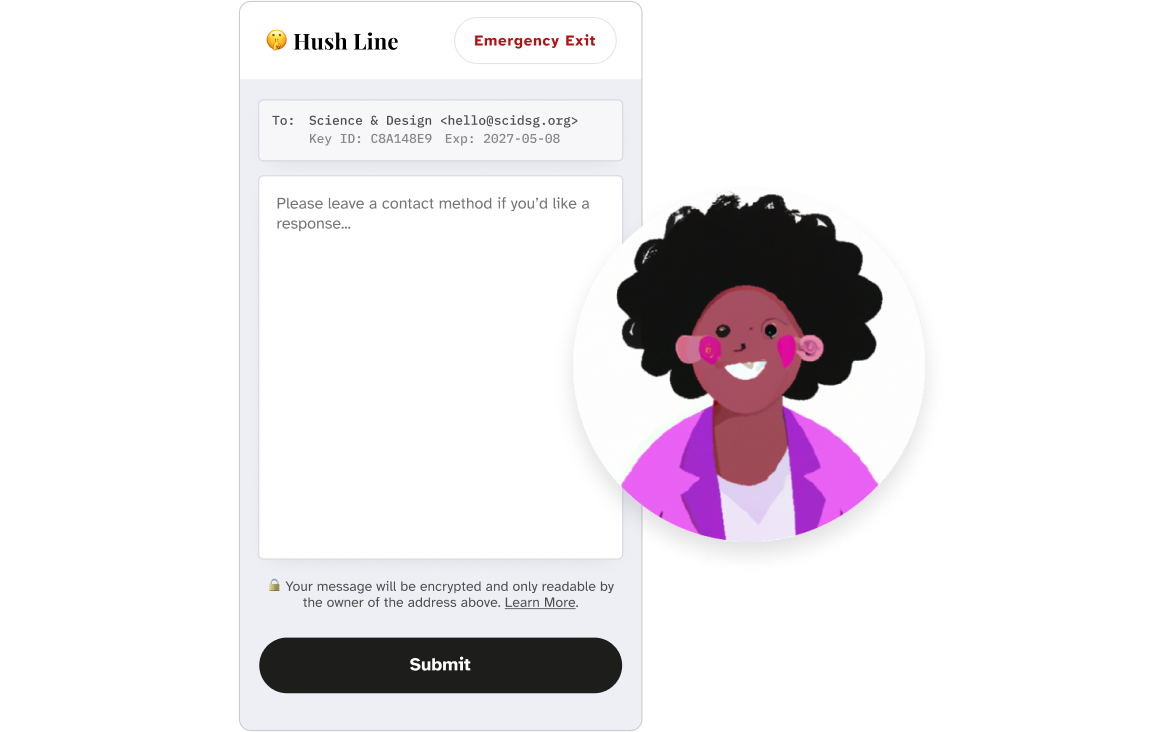 🤫 Hush Line
Emergency Exit
To: Science & Design <hello@scidsg.org>
Key ID: C8A148E9 Exp: 2027-05-08
Please leave a contact method if you’d like a
response...
🔒 Your message will be encrypted and only readable by
the owner of the address above. Learn More.
Submit